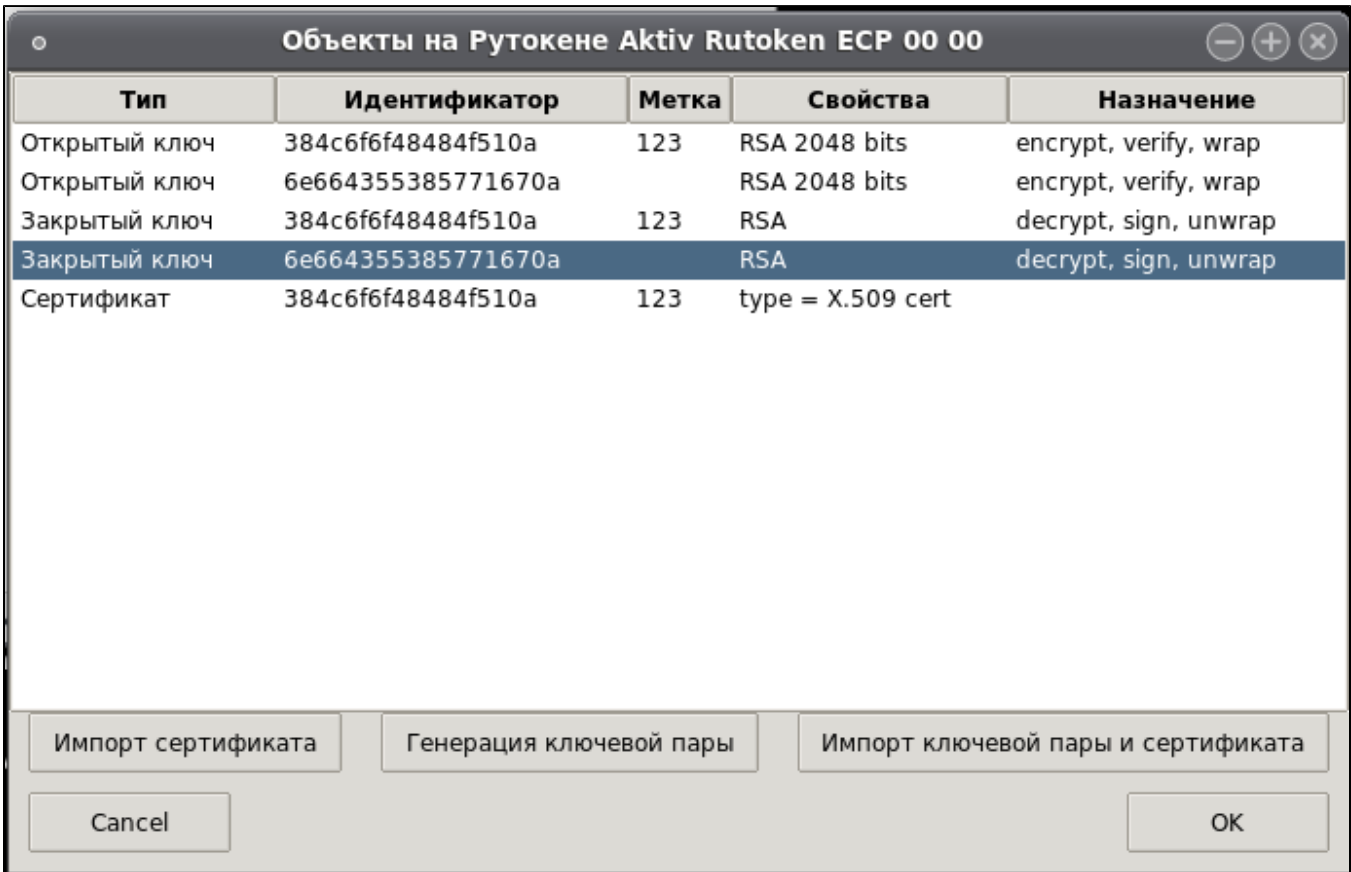 Объекты на Рутокене Aktiv Rutoken ECP 00 00
Тип Идентификатор Метка Свойства Назначение
Открытый ключ 384c6f6f48484f510a 123 RSA 2048 bits encrypt, verify, wrap
Открытый ключ 6e664355385771670a RSA 2048 bits encrypt, verify, wrap
Закрытый ключ 384c6f6f48484f510a 123 RSA decrypt, sign, unwrap
Закрытый ключ 6e664355385771670a RSA decrypt, sign, unwrap
Сертификат 384c6f6f48484f510a 123 type = X.509 cert
Импорт сертификата Генерация ключевой пары Импорт ключевой пары и сертификата
Cancel OK